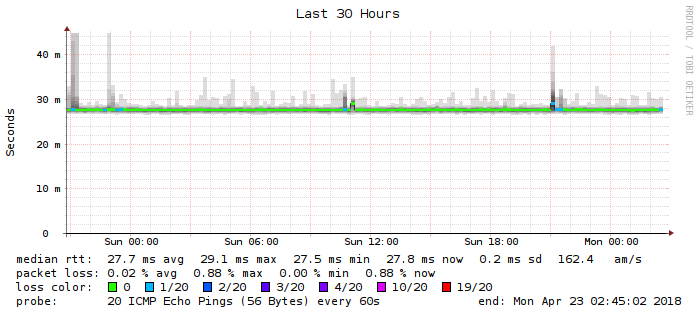 Last 30 Hours
RRDTOOL / TOBI OETIKER
Seconds
40 m
30 m
20 m
10 m
0
Sun 00:00 Sun 06:00 Sun 12:00 Sun 18:00 Mon 00:00
median rtt: 27.7 ms avg 29.1 ms max 27.5 ms min 27.8 ms now 0.2 ms sd 162.4 am/s
packet loss: 0.02 % avg 0.88 % max 0.00 % min 0.88 % now
loss color: 0 1/20 2/20 3/20 4/20 10/20 19/20
probe: 20 ICMP Echo Pings (56 Bytes) every 60s end: Mon Apr 23 02:45:02 2018